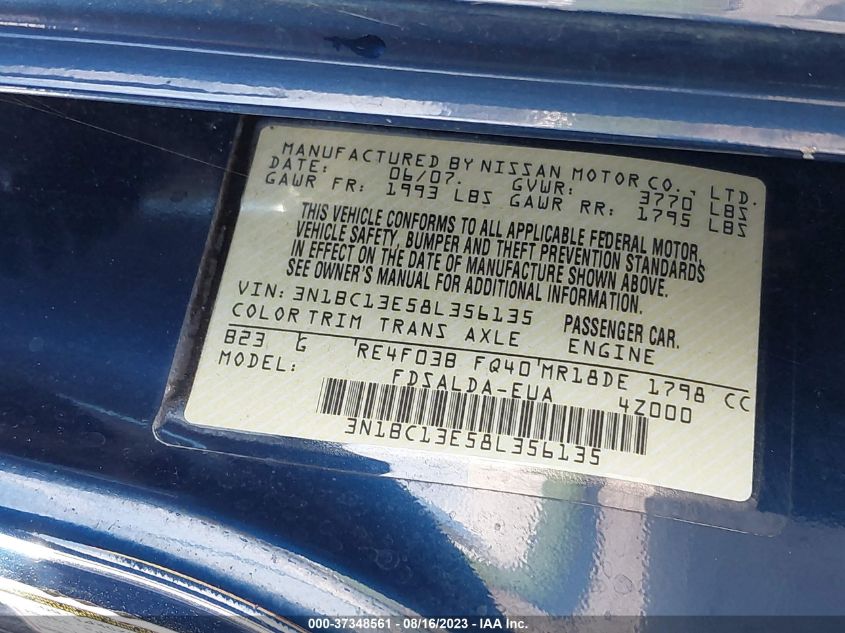 MANUFACTURED BY NISSAN MOTOR CO., LTD.
DATE: 06/07. GVWR: 3770 LBS
GAWR FR: 1993 LBS GAWR RR: 1795 LBS
THIS VEHICLE CONFORMS TO ALL APPLICABLE FEDERAL MOTOR
VEHICLE SAFETY, BUMPER AND THEFT PREVENTION STANDARDS
IN EFFECT ON THE DATE OF MANUFACTURE SHOWN ABOVE.
SEE OWNER'S MANUAL FOR ADDITIONAL INFORMATION.
VIN: 3N1BC13E58L356135 PASSENGER CAR.
COLOR TRIM TRANS AXLE ENGINE
B23 G RE4F03B FQ40 MR18DE 1798 CC
MODEL: FDSALDA-EUA 4Z000
3N1BC13E58L356135
000-37348561 - 08/16/2023 - IAA Inc.